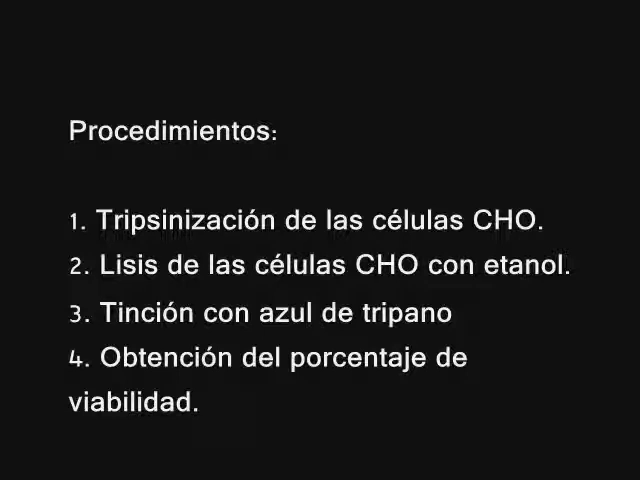 Procedimientos:
1. Tripsinización de las células CHO.
2. Lisis de las células CHO con etanol.
3. Tinción con azul de tripano
4. Obtención del porcentaje de
viabilidad.